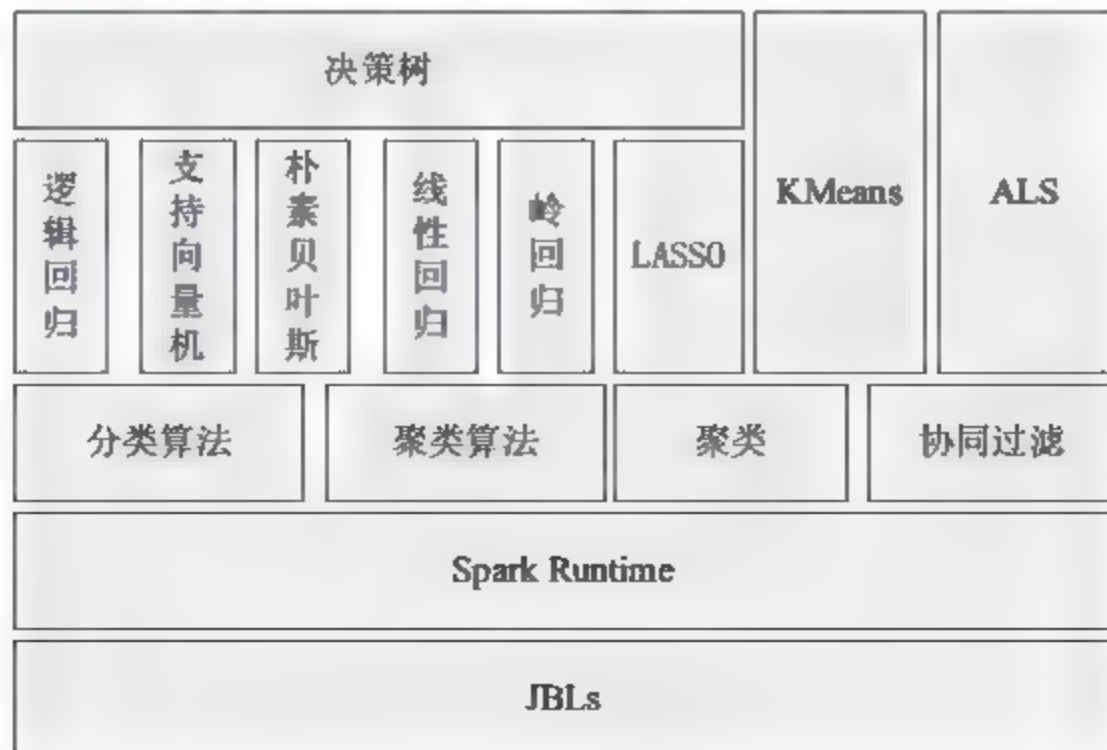 决策树
逻辑回归
支持向量机
朴素贝叶斯
线性回归
岭回归
LASSO
KMeans
ALS
分类算法
聚类算法
聚类
协同过滤
Spark Runtime
JBLs